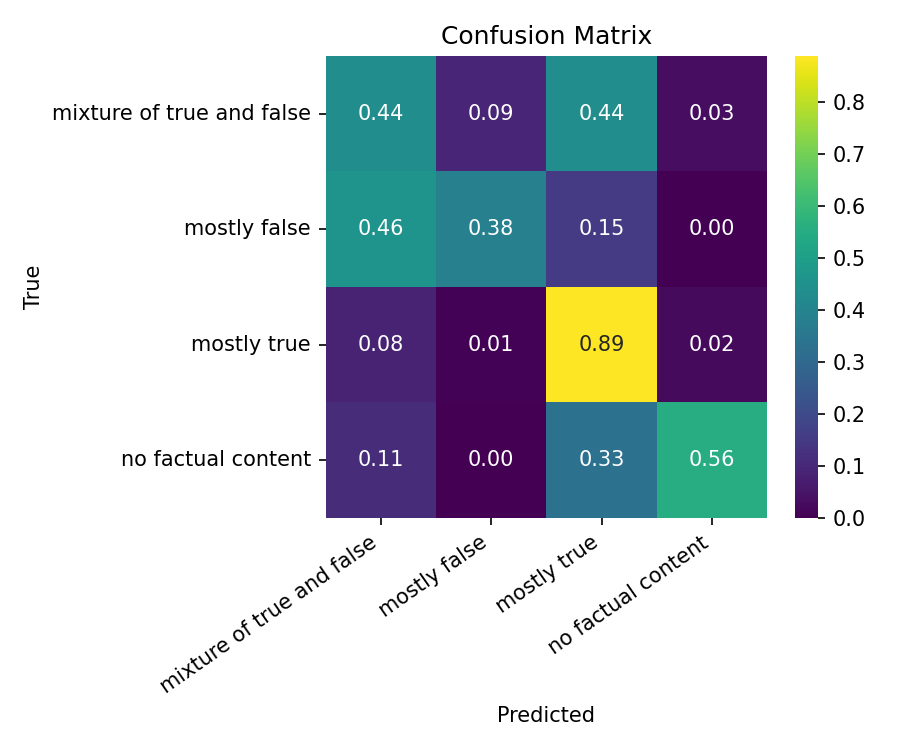 Confusion Matrix
True
mixture of true and false 0.44 0.09 0.44 0.03
mostly false 0.46 0.38 0.15 0.00
mostly true 0.08 0.01 0.89 0.02
no factual content 0.11 0.00 0.33 0.56
mixture of true and false
mostly false
mostly true
no factual content
Predicted
0.8
0.7
0.6
0.5
0.4
0.3
0.2
0.1
0.0